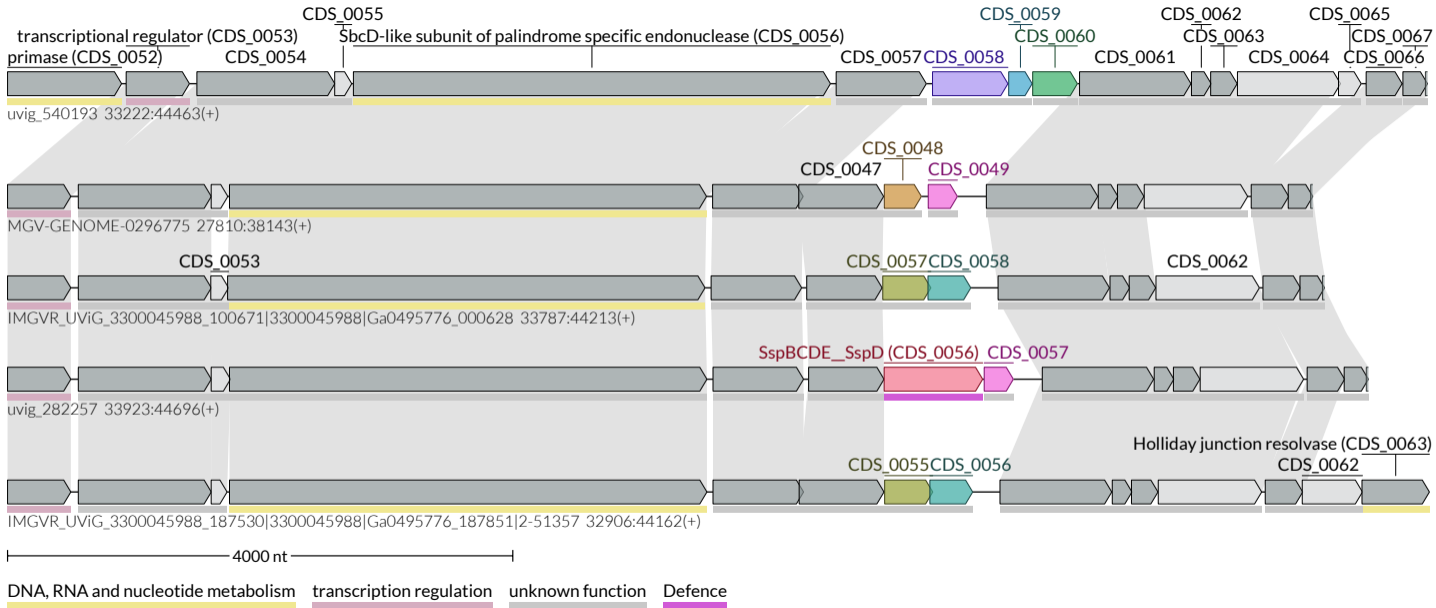 CDS_0055 CDS_0059 CDS_0062 CDS_0065
transcriptional regulator (CDS_0053) SbcD-like subunit of palindrome specific endonuclease (CDS_0056) CDS_0060 CDS_0063 CDS_0067
primase (CDS_0052) CDS_0054 CDS_0057 CDS_0058 CDS_0061 CDS_0064 CDS_0066
uvig_540193 33222:44463(+)
CDS_0048
CDS_0047 CDS_0049
MGV-GENOME-0296775 27810:38143(+)
CDS_0053 CDS_0057 CDS_0058 CDS_0062
IMGVR_UViG_3300045988_100671|3300045988|Ga0495776_000628 33787:44213(+)
SspBCDE__SspD (CDS_0056) CDS_0057
uvig_282257 33923:44696(+)
Holliday junction resolvase (CDS_0063)
CDS_0055 CDS_0056 CDS_0062
IMGVR_UViG_3300045988_187530|3300045988|Ga0495776_187851|2-51357 32906:44162(+)
4000 nt
DNA, RNA and nucleotide metabolism transcription regulation unknown function Defence